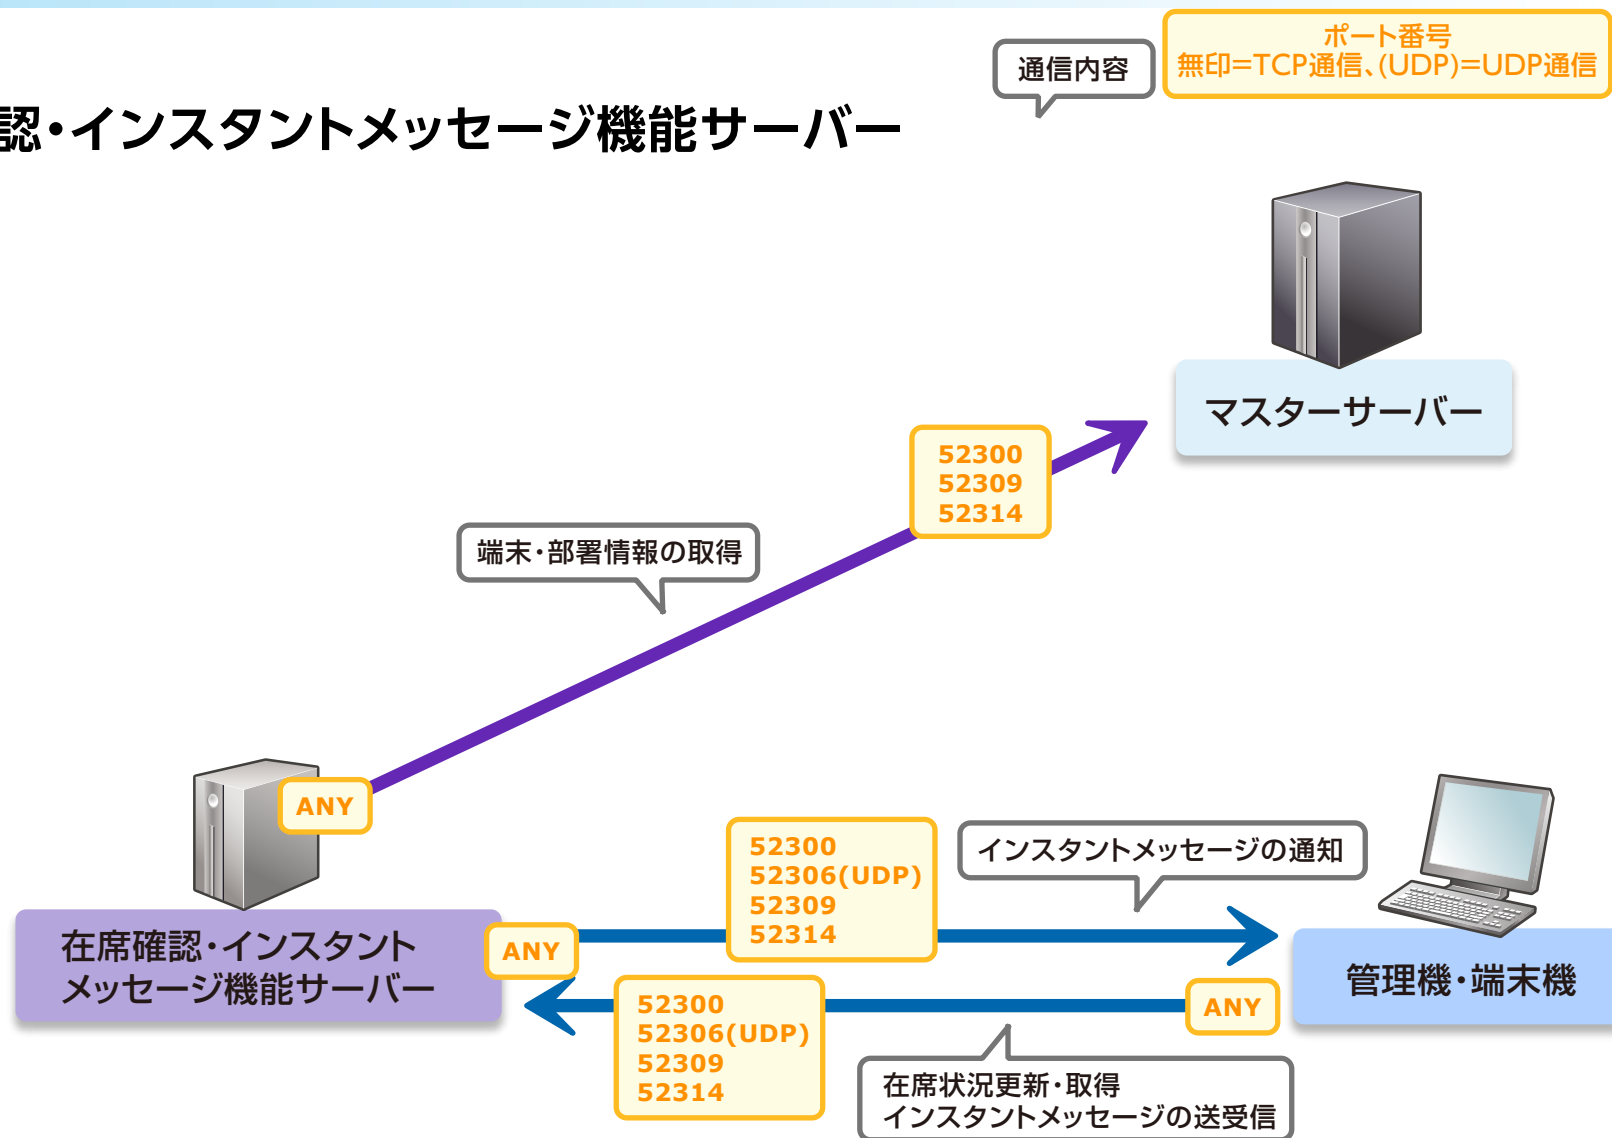 通信内容
ポート番号
無印=TCP通信、(UDP)=UDP通信
認・インスタントメッセージ機能サーバー
マスターサーバー
52300
52309
52314
端末・部署情報の取得
ANY
52300
52306(UDP)
52309
52314
インスタントメッセージの通知
在席確認・インスタント
メッセージ機能サーバー
ANY
管理機・端末機
52300
52306(UDP)
52309
52314
ANY
在席状況更新・取得
インスタントメッセージの送受信